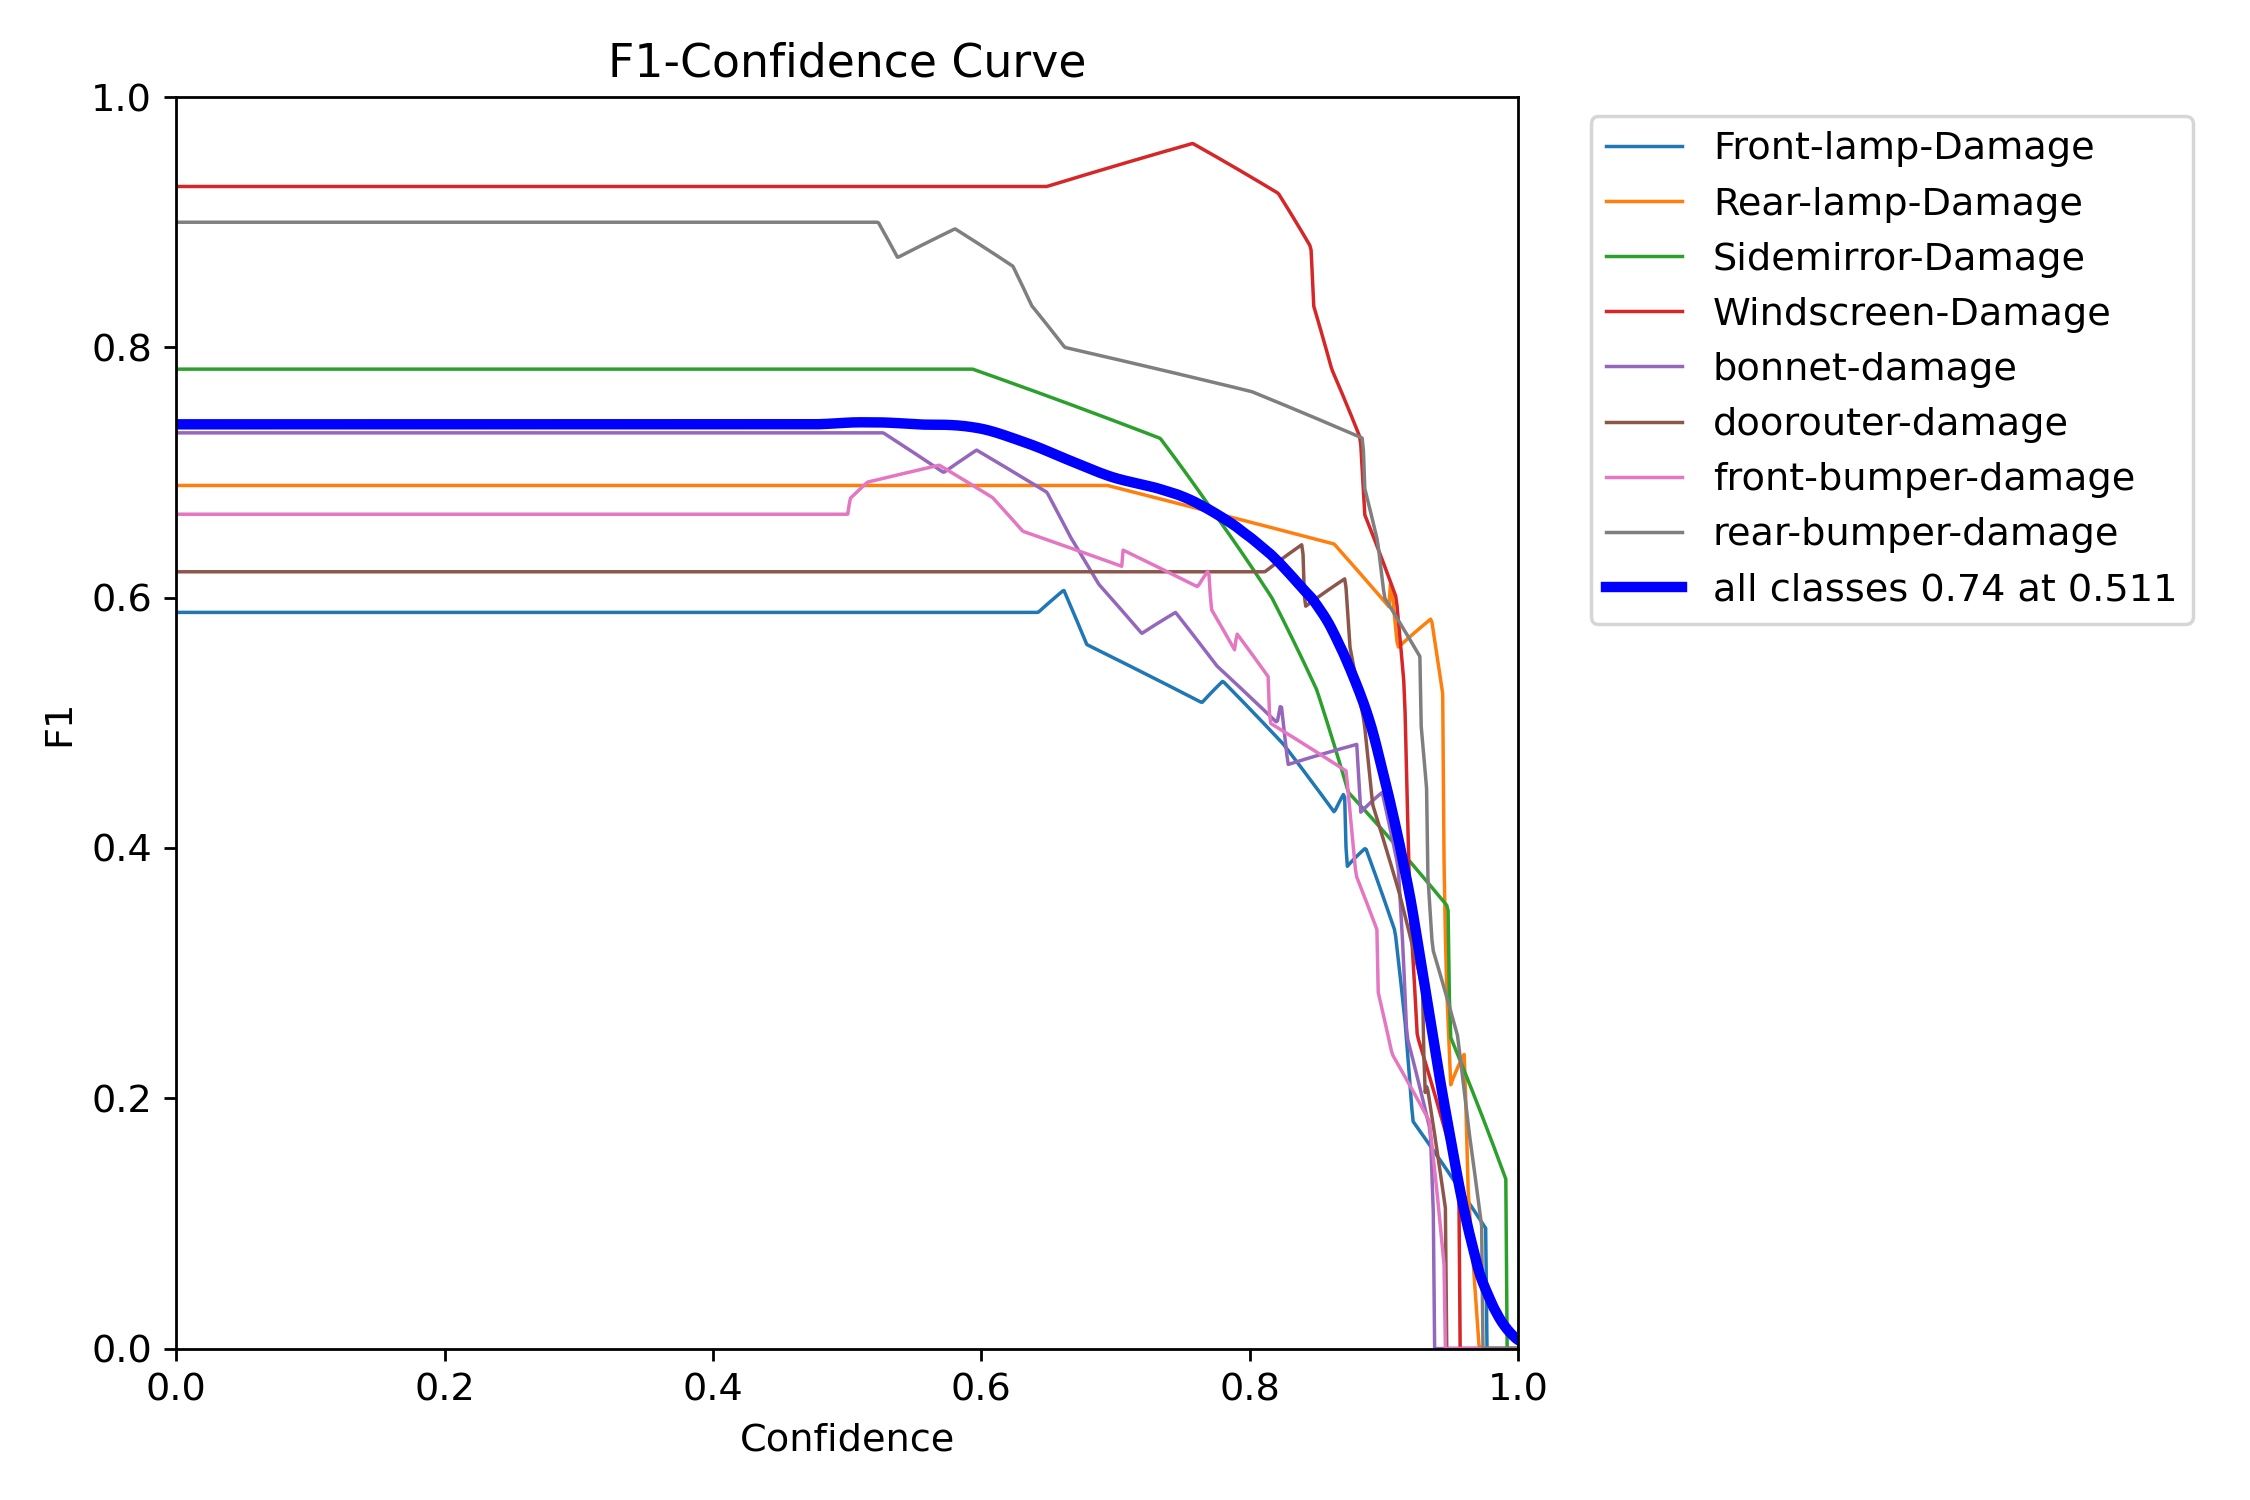 F1-Confidence Curve
1.0
0.8
0.6
0.4
0.2
0.0
F1
0.0 0.2 0.4 0.6 0.8 1.0
Confidence
Front-lamp-Damage
Rear-lamp-Damage
Sidemirror-Damage
Windscreen-Damage
bonnet-damage
doorouter-damage
front-bumper-damage
rear-bumper-damage
all classes 0.74 at 0.511